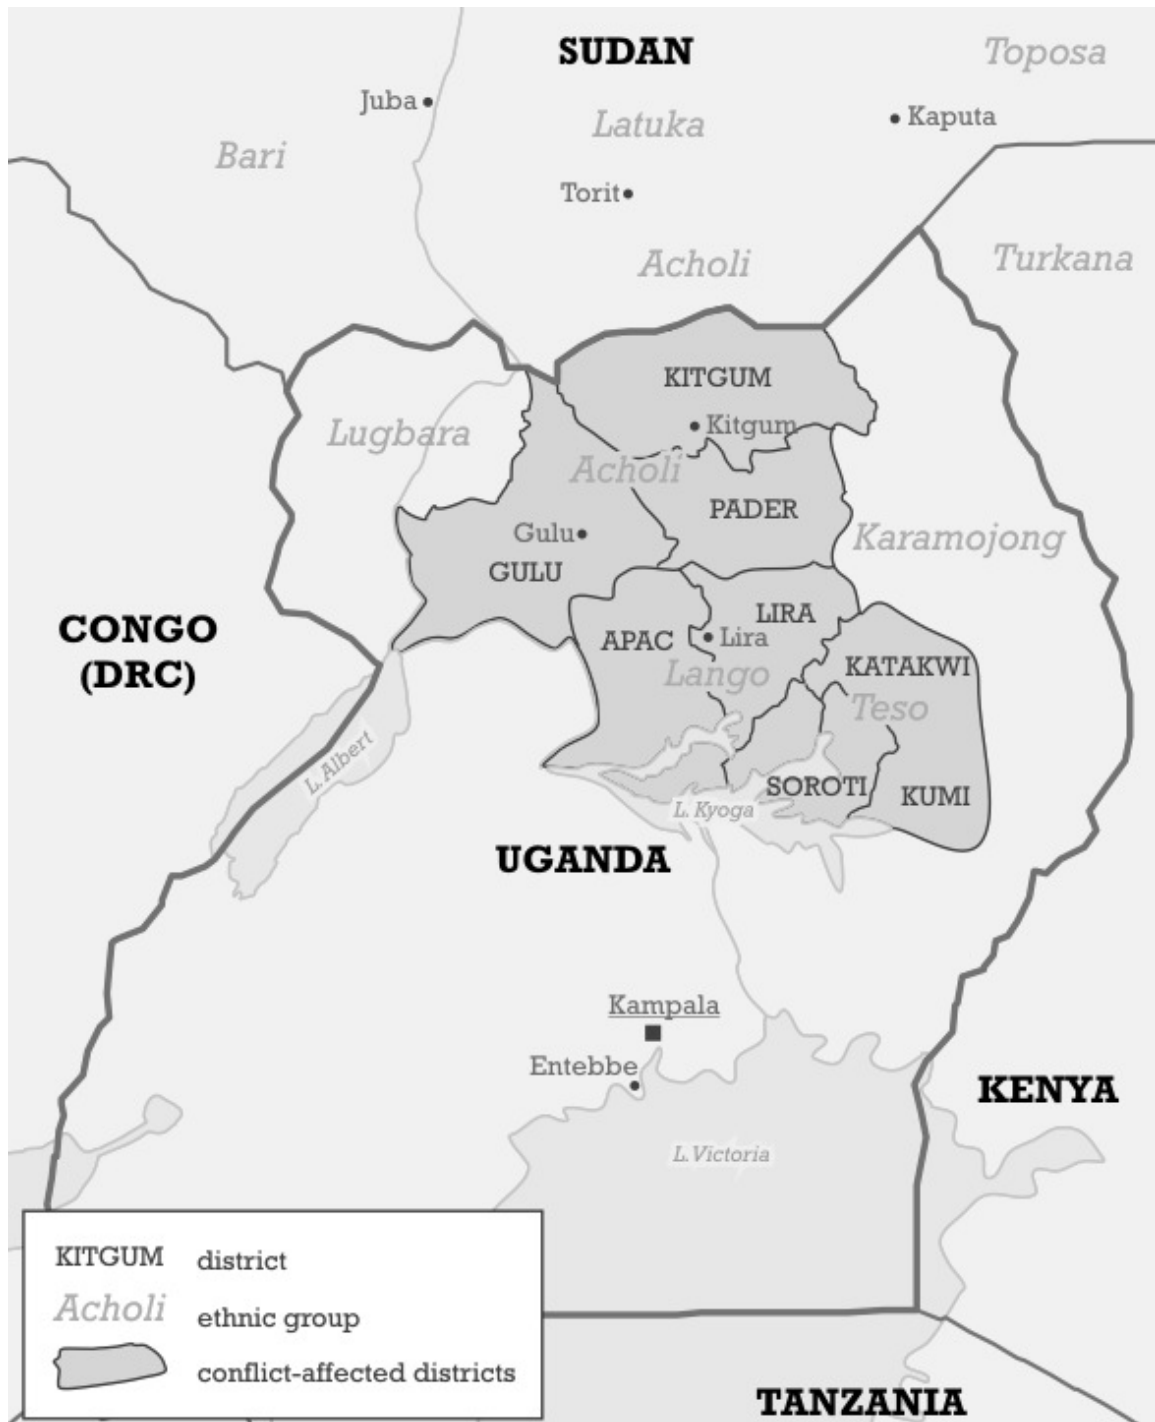 SUDAN
Toposa
Juba
Kaputa
Latuka
Bari
Torit
Acholi
Turkana
KITGUM
Kitgum
Lugbara
Acholi
PADER
Gulu
Karamojong
GULU
CONGO
(DRC)
LIRA
APAC
Lira
KATAKWI
Lango
Teso
L. Albert
SOROTI
KUMI
L. Kyoga
UGANDA
Kampala
Entebbe
KENYA
L. Victoria
KITGUM district
Acholi ethnic group
conflict-affected districts
TANZANIA